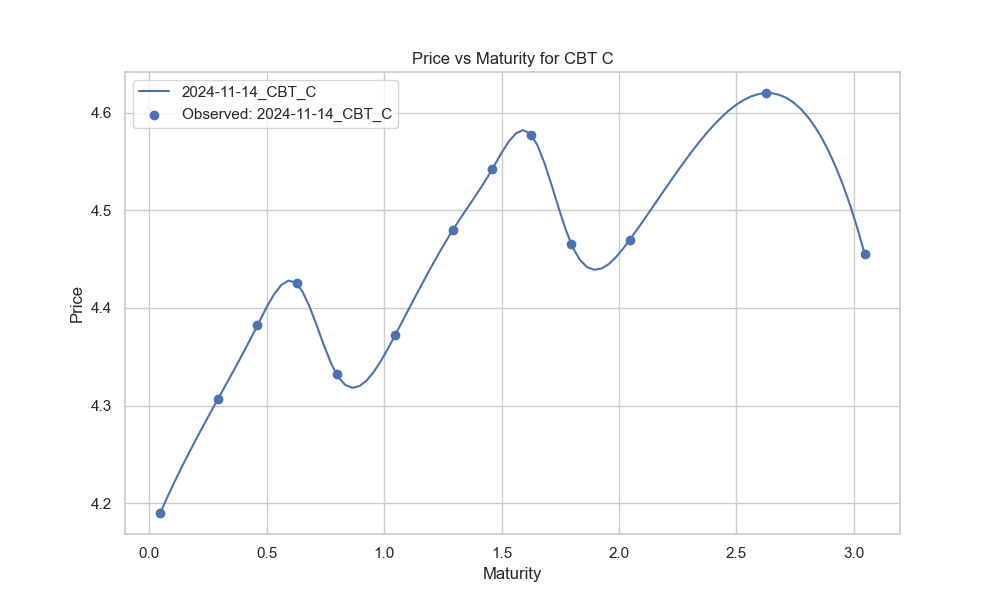 Price vs Maturity for CBT C
2024-11-14_CBT_C
Observed: 2024-11-14_CBT_C
Price
4.6
4.5
4.4
4.3
4.2
0.0 0.5 1.0 1.5 2.0 2.5 3.0
Maturity